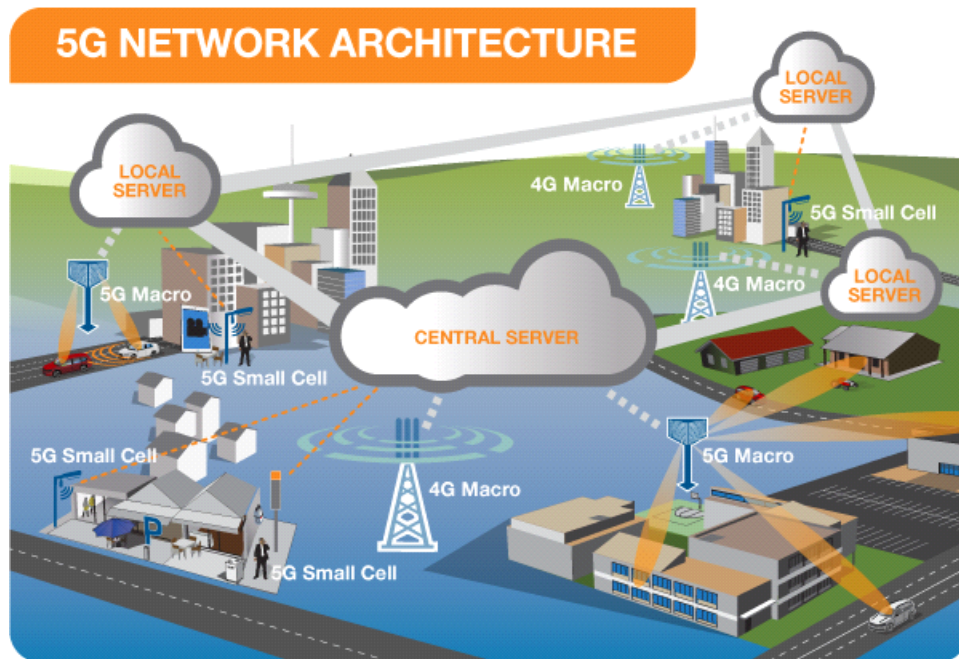 5G NETWORK ARCHITECTURE
LOCAL
SERVER
LOCAL
SERVER
4G Macro
5G Small Cell
5G Macro
4G Macro
LOCAL
SERVER
CENTRAL SERVER
5G Small Cell
5G Small Cell
P
4G Macro
5G Macro
5G Small Cell